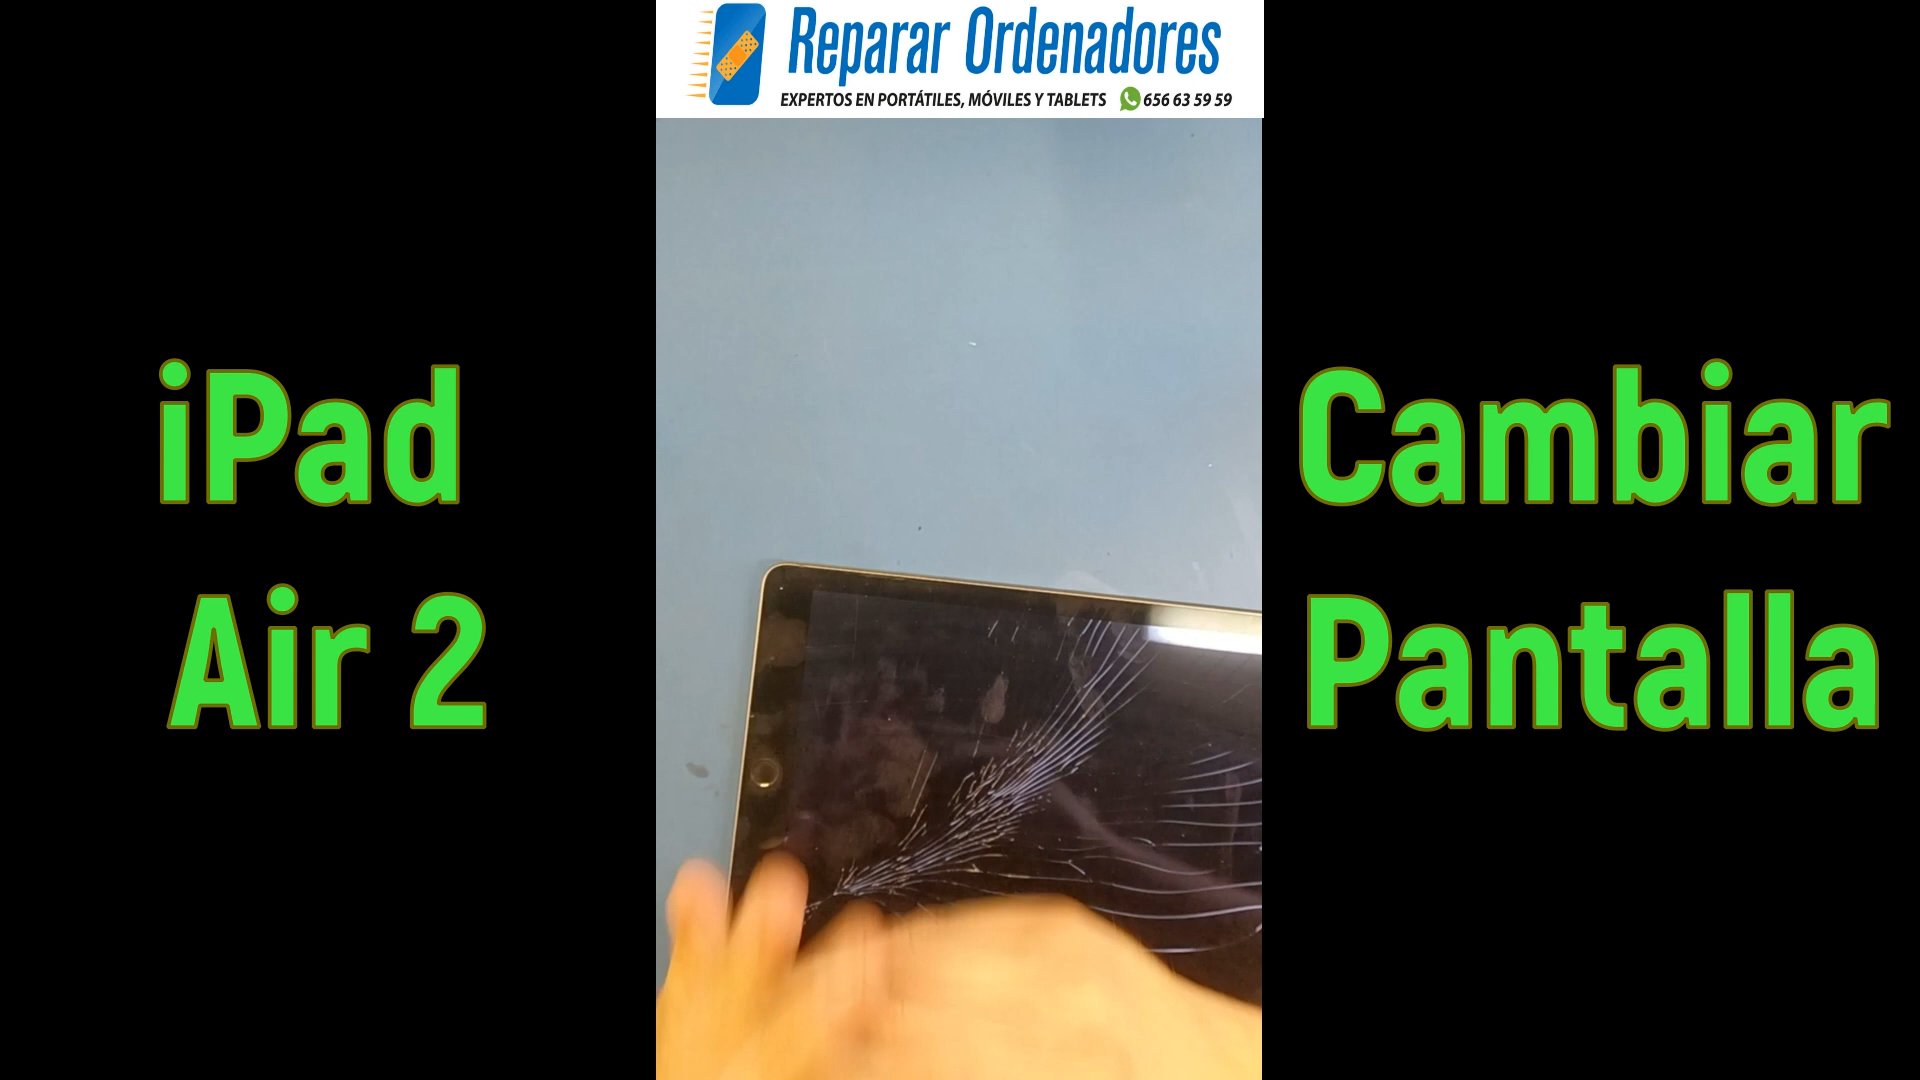 Reparar Ordenadores
EXPERTOS EN PORTÁTILES, MÓVILES Y TABLETS 656 63 59 59
iPad
Air 2
Cambiar
Pantalla